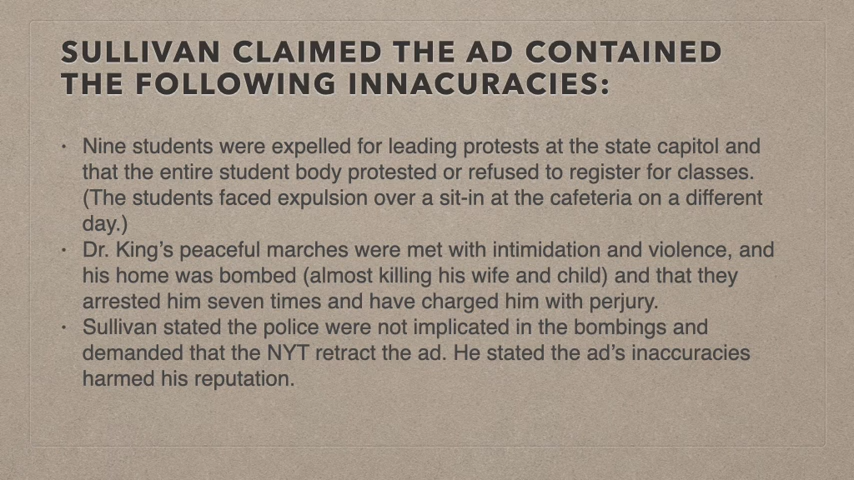 SULLIVAN CLAIMED THE AD CONTAINED
THE FOLLOWING INNACURACIES:
• Nine students were expelled for leading protests at the state capitol and
that the entire student body protested or refused to register for classes.
(The students faced expulsion over a sit-in at the cafeteria on a different
day.)
• Dr. King’s peaceful marches were met with intimidation and violence, and
his home was bombed (almost killing his wife and child) and that they
arrested him seven times and have charged him with perjury.
• Sullivan stated the police were not implicated in the bombings and
demanded that the NYT retract the ad. He stated the ad’s inaccuracies
harmed his reputation.